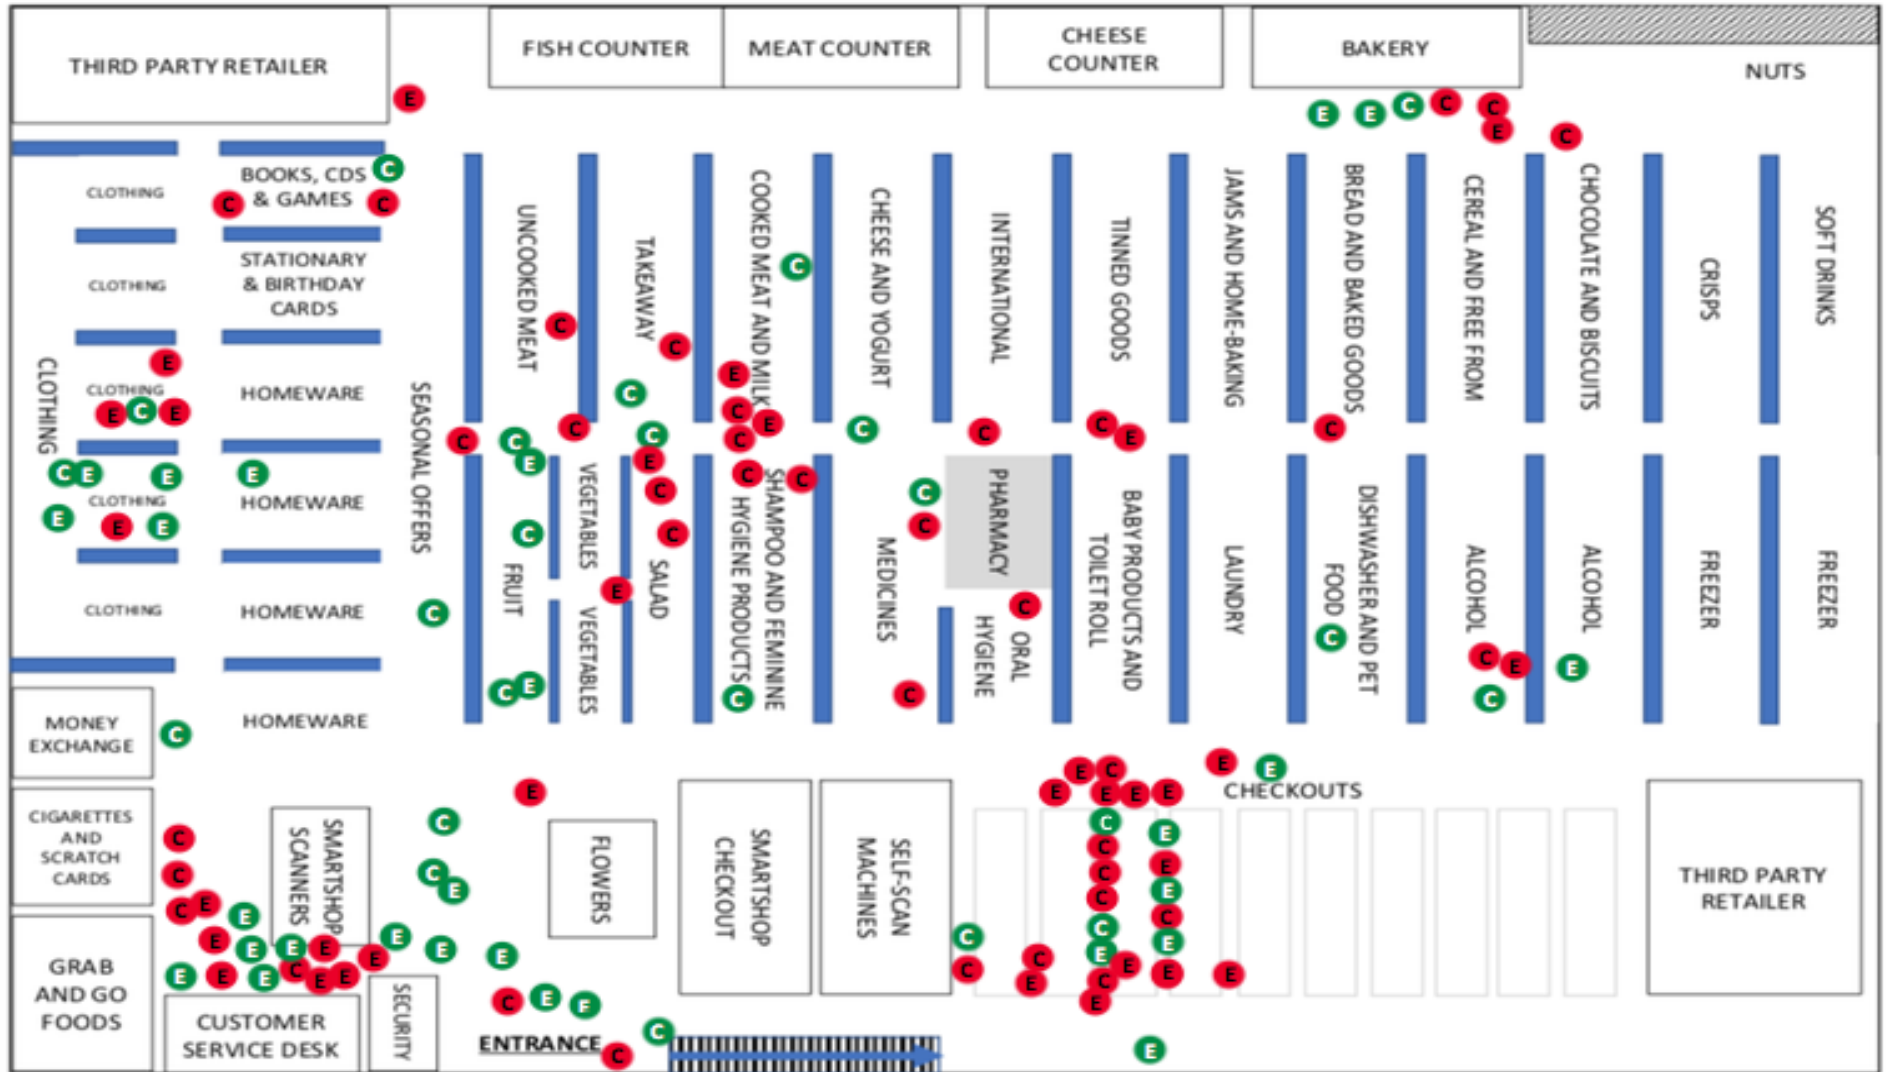 THIRD PARTY RETAILER
FISH COUNTER
MEAT COUNTER
CHEESE
COUNTER
BAKERY
NUTS
E
E
E
C
C
C
E
C
CLOTHING
BOOKS, CDS
& GAMES
C
C
C
CLOTHING
STATIONARY
& BIRTHDAY
CARDS
CLOTHING
E
CLOTHING
E
C
E
HOMEWARE
C
E
E
E
CLOTHING
E
E
E
HOMEWARE
CLOTHING
HOMEWARE
HOMEWARE
SEASONAL OFFERS
C
C
UNCOOKED MEAT
C
C
TAKEAWAY
C
C
COOKED MEAT AND MILK
C
E
C
E
C
CHEESE AND YOGURT
C
INTERNATIONAL
C
TINNED GOODS
C
E
JAMS AND HOME-BAKING
BREAD AND BAKED GOODS
C
CEREAL AND FREE FROM
CHOCOLATE AND BISCUITS
CRISPS
SOFT DRINKS
C
E
C
FRUIT
C
E
VEGETABLES
VEGETABLES
E
C
E
C
C
SALAD
C
C
SHAMPOO AND FEMININE
HYGIENE PRODUCTS
C
C
C
MEDICINES
C
PHARMACY
C
ORAL
HYGIENE
BABY PRODUCTS AND
TOILET ROLL
LAUNDRY
DISHWASHER AND PET
FOOD
C
ALCOHOL
C
E
C
ALCOHOL
E
FREEZER
FREEZER
MONEY
EXCHANGE
C
CIGARETTES
AND
SCRATCH
CARDS
C
C
C
E
E
E
E
E
E
GRAB
AND GO
FOODS
SMARTSHOP
SCANNERS
E
E
C
E
E
E
E
CUSTOMER
SERVICE DESK
SECURITY
C
C
E
E
E
E
FLOWERS
C
E
E
ENTRANCE
C
C
SMARTSHOP
CHECKOUT
SELF-SCAN
MACHINES
C
C
CHECKOUTS
E
E
E
C
E
E
E
E
C
C
C
C
C
E
E
C
E
C
E
E
E
E
E
C
E
E
E
E
THIRD PARTY
RETAILER